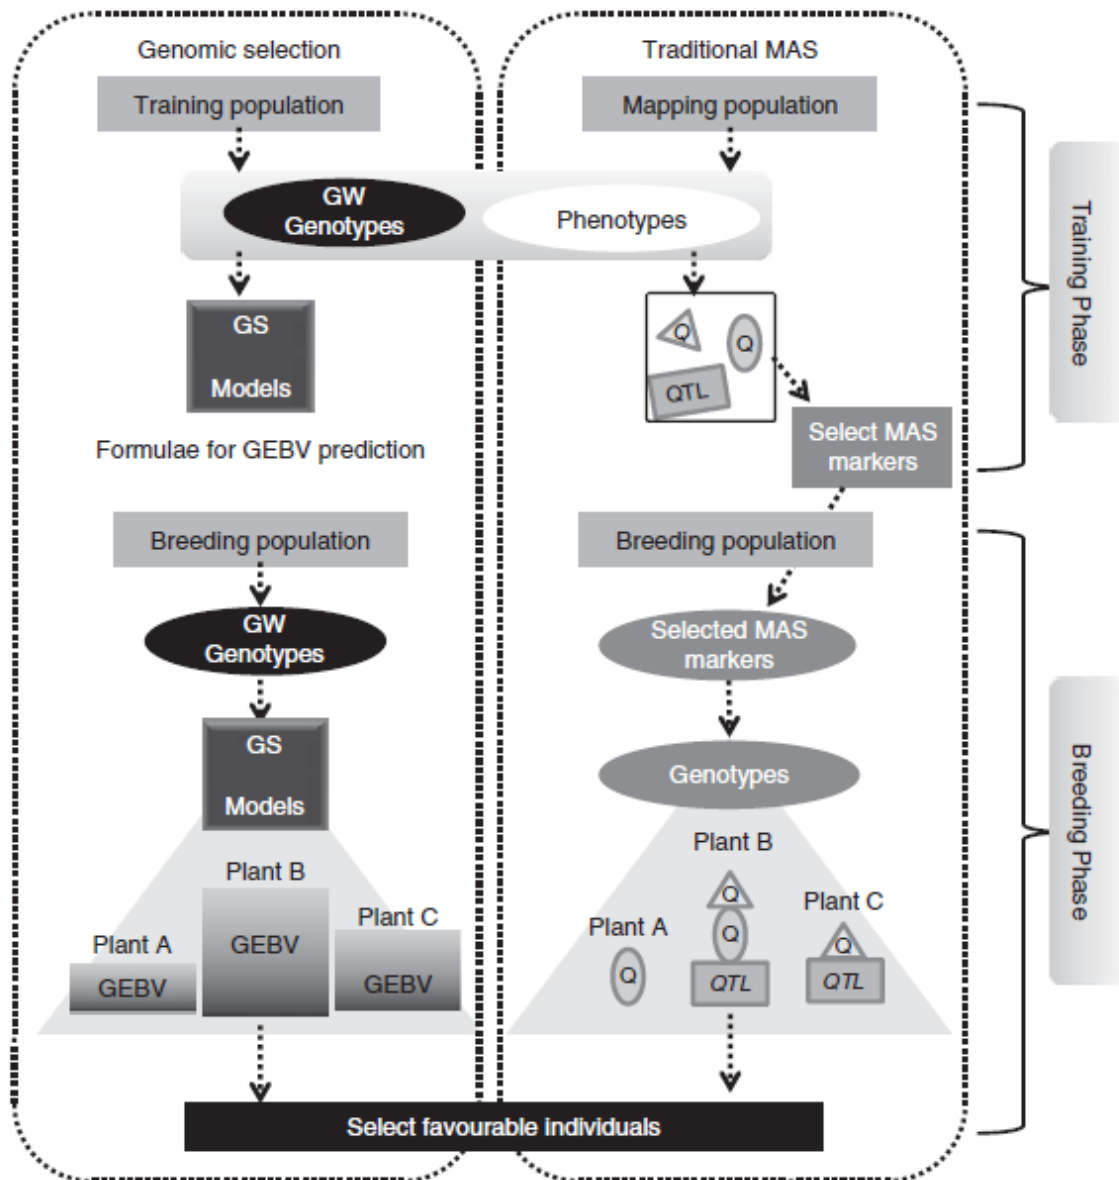 Genomic selection
Traditional MAS
Training population
Mapping population
GW
Genotypes
Phenotypes
GS
Models
Q
Q
QTL
Select MAS
markers
Formulae for GEBV prediction
Training Phase
Breeding population
Breeding population
GW
Genotypes
Selected MAS
markers
GS
Models
Genotypes
Plant A
GEBV
Plant B
GEBV
Plant C
GEBV
Plant A
Q
Plant B
Q
Q
QTL
Plant C
Q
QTL
Breeding Phase
Select favourable individuals